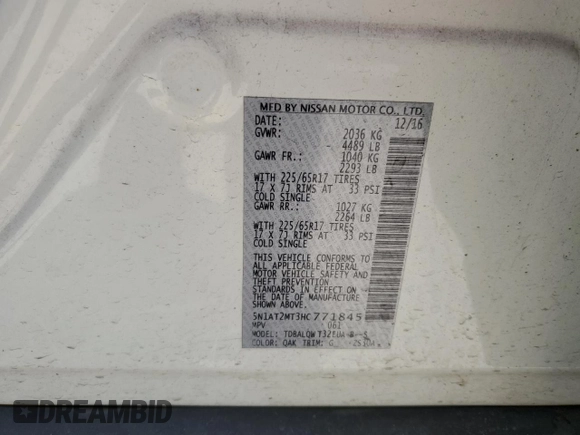 MFD BY NISSAN MOTOR CO., LTD.
DATE: 12/16
GVWR: 2036 KG
4489 LB
GAWR FR.: 1040 KG
2293 LB
WITH 225/65R17 TIRES
17 X 7J RIMS AT 33 PSI
COLD SINGLE
GAWR RR.: 1027 KG
2264 LB
WITH 225/65R17 TIRES
17 X 7J RIMS AT 33 PSI
COLD SINGLE
THIS VEHICLE CONFORMS TO
ALL APPLICABLE FEDERAL
MOTOR VEHICLE SAFETY AND
THEFT PREVENTION
STANDARDS IN EFFECT ON
THE DATE OF MANUFACTURE
SHOWN ABOVE.
5N1AT2MT3HC771845
MPV 061
MODEL:
COLOR: QAK TRIM: G
DREAMBID